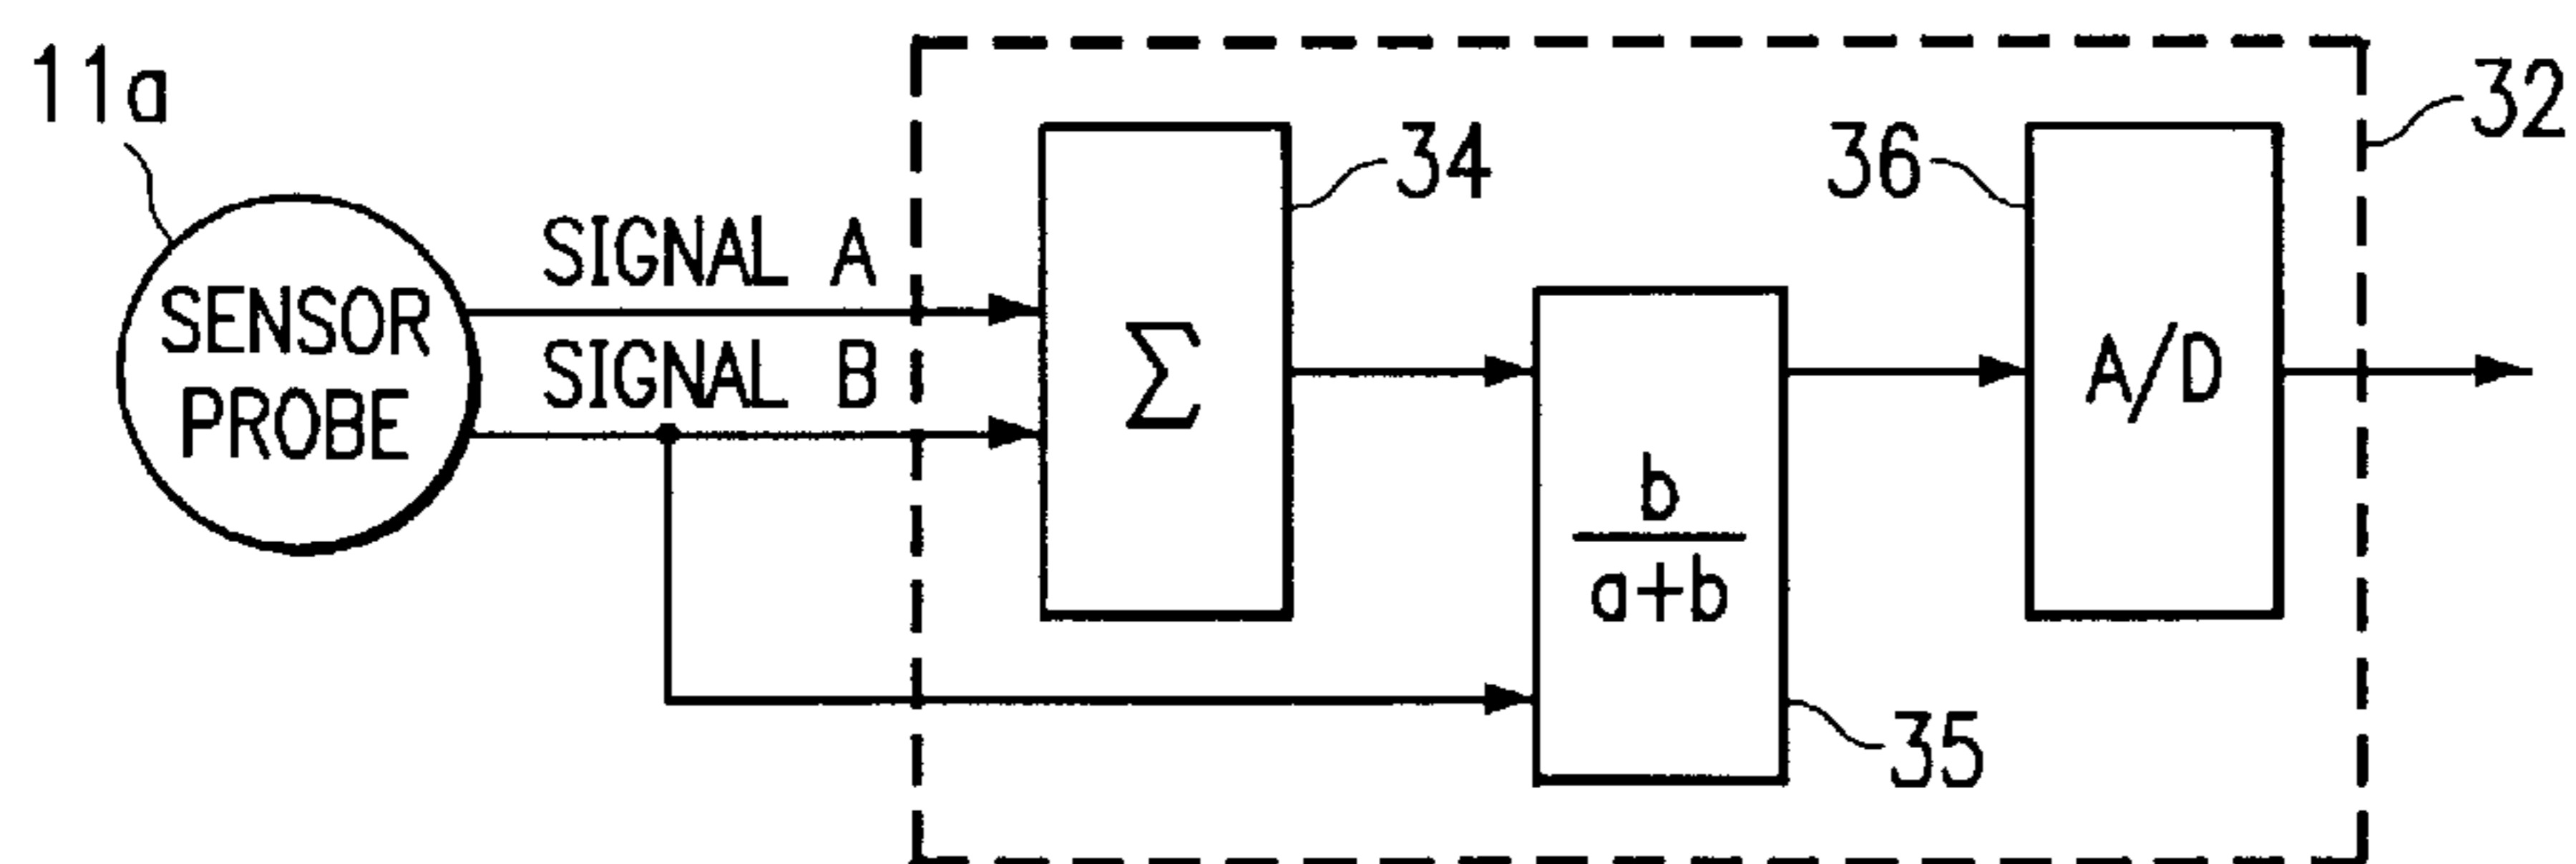 11a
SENSOR
PROBE
SIGNAL A
SIGNAL B
Σ
34
b
a+b
35
36
A/D
32